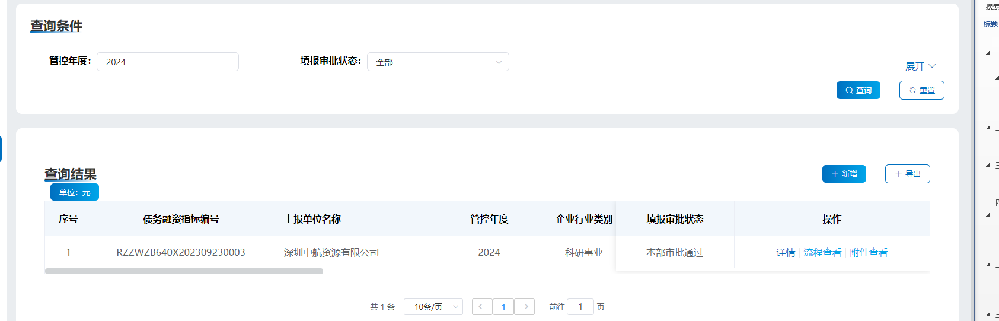 查询条件
管控年度： 2024 填报审批状态： 全部
展开
查询 重置
查询结果
新增 导出
单位：元
序号 债务融资指标编号 上报单位名称 管控年度 企业行业类别 填报审批状态 操作
1 RZZWZB640X202309230003 深圳中航资源有限公司 2024 科研事业 本部审批通过 详情 流程查看 附件查看
共 1 条 10条/页 1 前往 1 页
搜索
标题